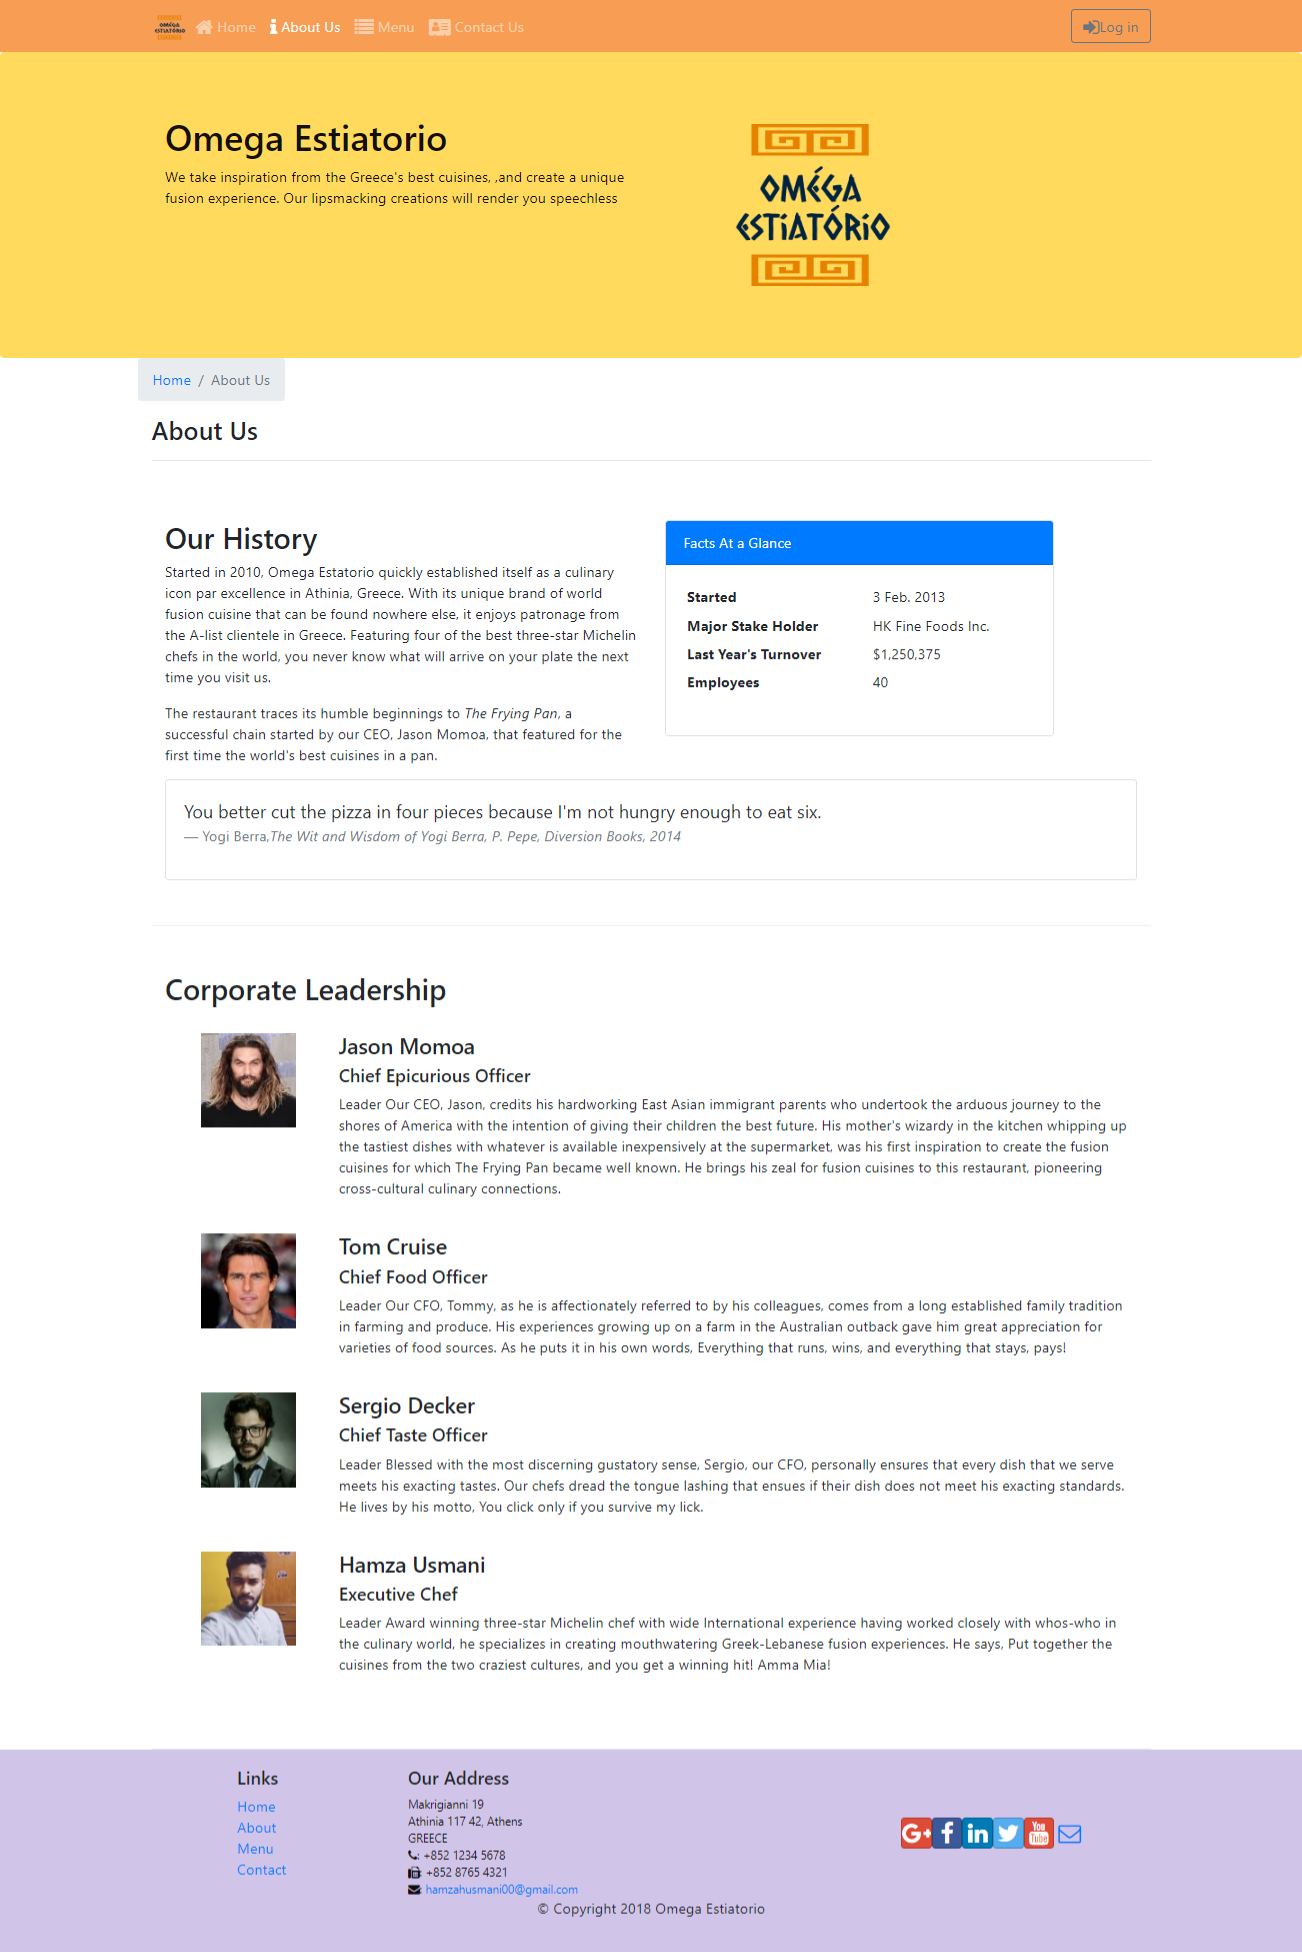 OMÉGA
ESTIATÓRIO
Home
About Us
Menu
Contact Us
Log in
Omega Estiatorio
We take inspiration from the Greece's best cuisines, ,and create a unique
fusion experience. Our lipsmacking creations will render you speechless
OMÉGA
ESTIATÓRIO
Home / About Us
About Us
Our History
Started in 2010, Omega Estatorio quickly established itself as a culinary
icon par excellence in Athinia, Greece. With its unique brand of world
fusion cuisine that can be found nowhere else, it enjoys patronage from
the A-list clientele in Greece. Featuring four of the best three-star Michelin
chefs in the world, you never know what will arrive on your plate the next
time you visit us.
The restaurant traces its humble beginnings to The Frying Pan, a
successful chain started by our CEO, Jason Momoa, that featured for the
first time the world's best cuisines in a pan.
Facts At a Glance
Started 3 Feb. 2013
Major Stake Holder HK Fine Foods Inc.
Last Year's Turnover $1,250,375
Employees 40
You better cut the pizza in four pieces because I'm not hungry enough to eat six.
— Yogi Berra,The Wit and Wisdom of Yogi Berra, P. Pepe, Diversion Books, 2014
Corporate Leadership
Jason Momoa
Chief Epicurious Officer
Leader Our CEO, Jason, credits his hardworking East Asian immigrant parents who undertook the arduous journey to the
shores of America with the intention of giving their children the best future. His mother's wizardy in the kitchen whipping up
the tastiest dishes with whatever is available inexpensively at the supermarket, was his first inspiration to create the fusion
cuisines for which The Frying Pan became well known. He brings his zeal for fusion cuisines to this restaurant, pioneering
cross-cultural culinary connections.
Tom Cruise
Chief Food Officer
Leader Our CFO, Tommy, as he is affectionately referred to by his colleagues, comes from a long established family tradition
in farming and produce. His experiences growing up on a farm in the Australian outback gave him great appreciation for
varieties of food sources. As he puts it in his own words, Everything that runs, wins, and everything that stays, pays!
Sergio Decker
Chief Taste Officer
Leader Blessed with the most discerning gustatory sense, Sergio, our CFO, personally ensures that every dish that we serve
meets his exacting tastes. Our chefs dread the tongue lashing that ensues if their dish does not meet his exacting standards.
He lives by his motto, You click only if you survive my lick.
Hamza Usmani
Executive Chef
Leader Award winning three-star Michelin chef with wide International experience having worked closely with whos-who in
the culinary world, he specializes in creating mouthwatering Greek-Lebanese fusion experiences. He says, Put together the
cuisines from the two craziest cultures, and you get a winning hit! Amma Mia!
Links
Home
About
Menu
Contact
Our Address
Makrigianni 19
Athinia 117 42, Athens
GREECE
: +852 1234 5678
: +852 8765 4321
: hamzahusmani00@gmail.com
G+
f
in
You
Tube
© Copyright 2018 Omega Estiatorio